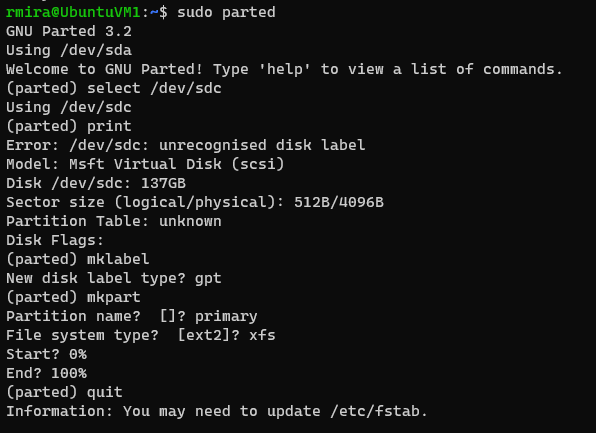 rmira@UbuntuVM1:~$ sudo parted
GNU Parted 3.2
Using /dev/sda
Welcome to GNU Parted! Type 'help' to view a list of commands.
(parted) select /dev/sdc
Using /dev/sdc
(parted) print
Error: /dev/sdc: unrecognised disk label
Model: Msft Virtual Disk (scsi)
Disk /dev/sdc: 137GB
Sector size (logical/physical): 512B/4096B
Partition Table: unknown
Disk Flags:
(parted) mklabel
New disk label type? gpt
(parted) mkpart
Partition name?  []? primary
File system type?  [ext2]? xfs
Start? 0%
End? 100%
(parted) quit
Information: You may need to update /etc/fstab.